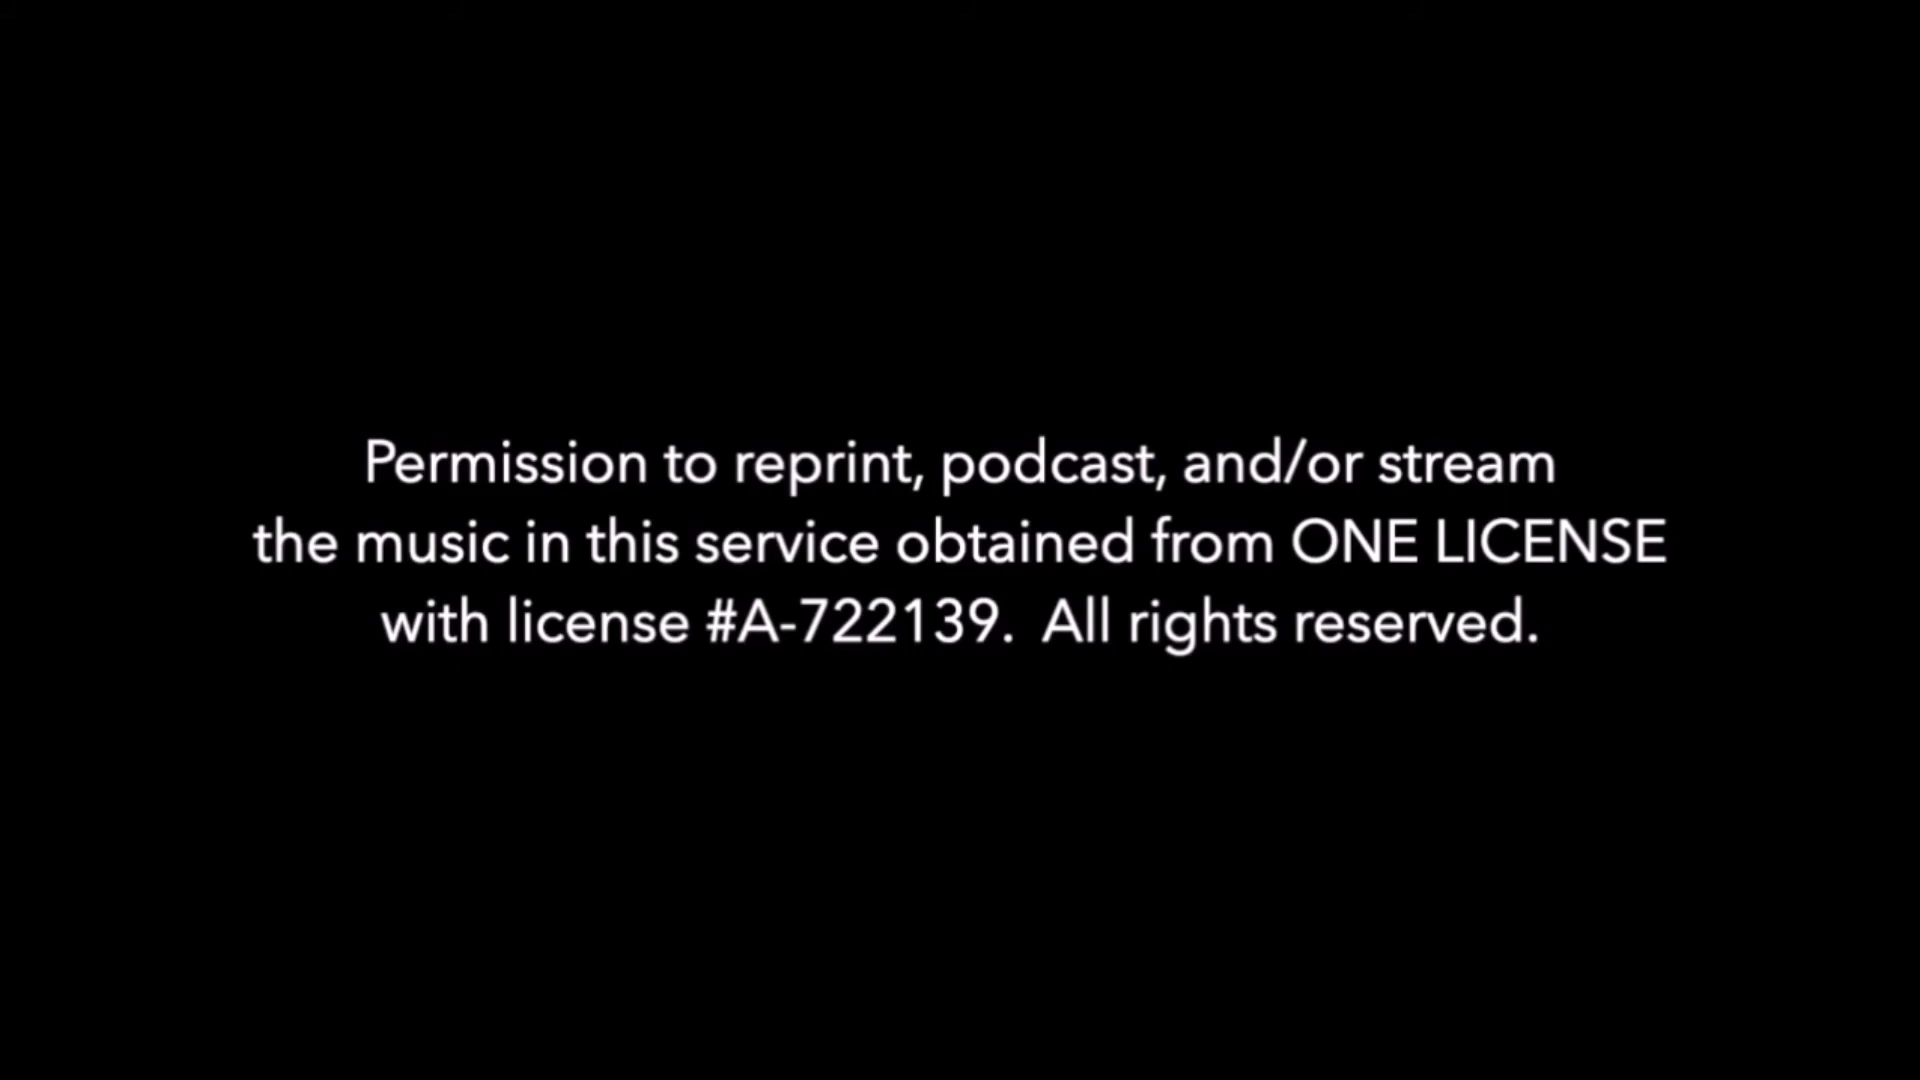 Permission to reprint, podcast, and/or stream
the music in this service obtained from ONE LICENSE
with license #A-722139.  All rights reserved.